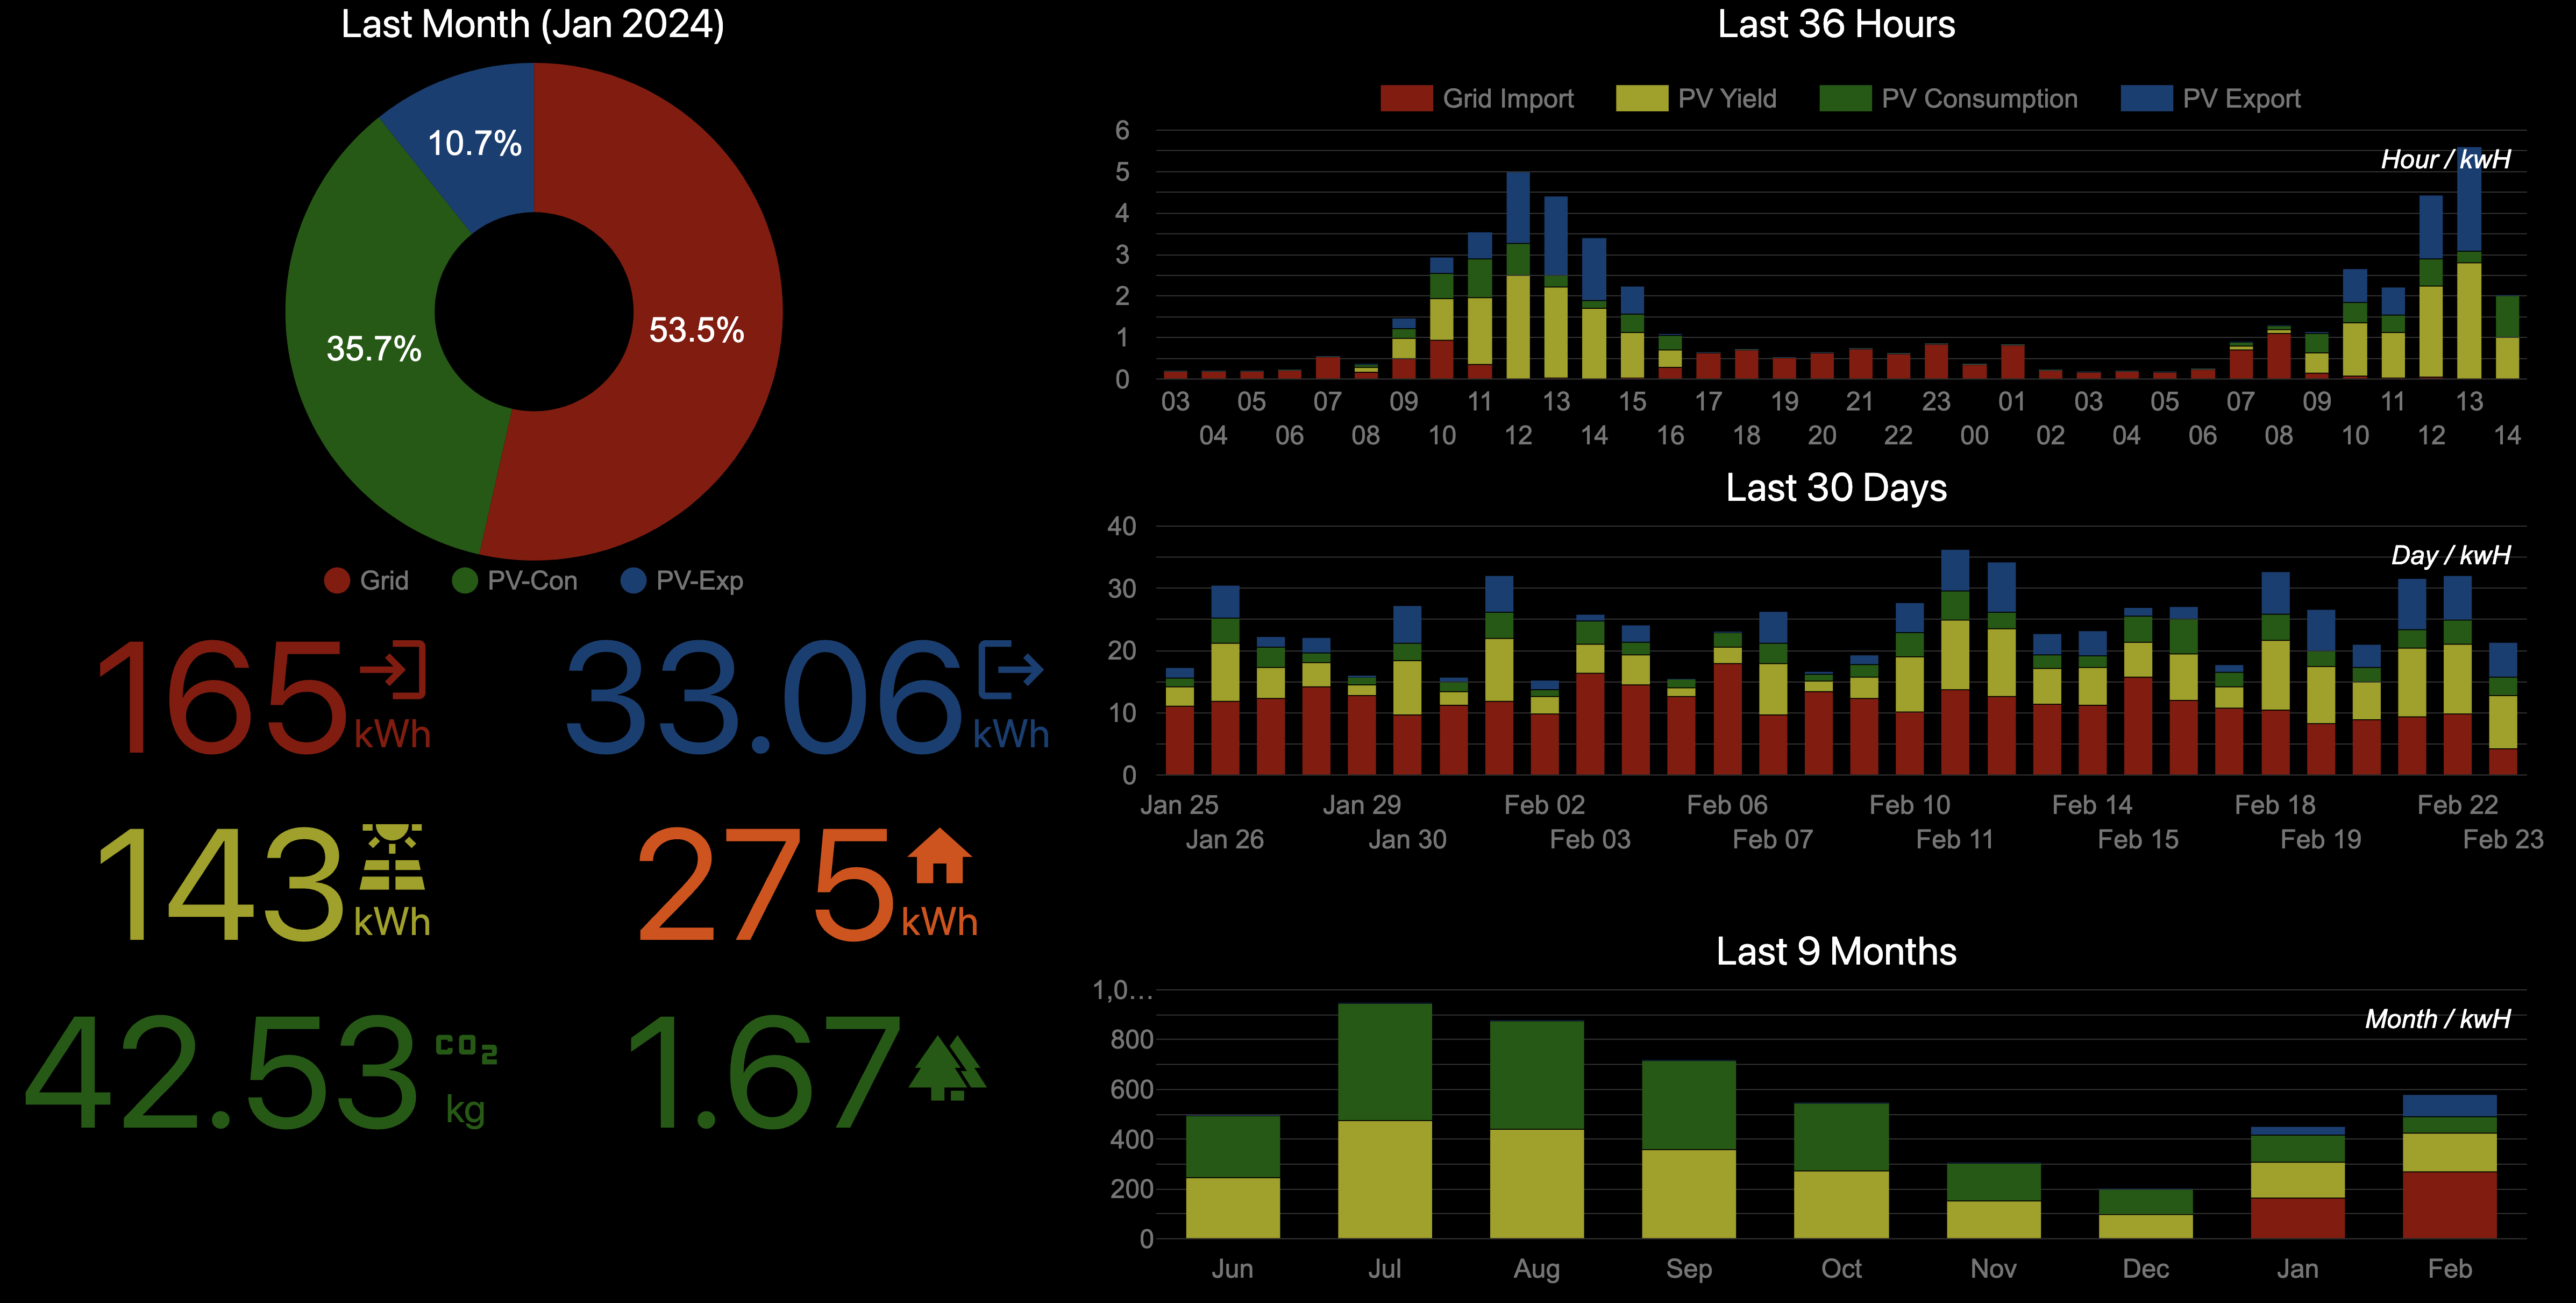 Last Month (Jan 2024)
10.7%
53.5%
35.7%
Grid PV-Con PV-Exp
165 kWh
33.06 kWh
143 kWh
275 kWh
42.53 CO2 kg
1.67
Last 36 Hours
Grid Import PV Yield PV Consumption PV Export
Hour / kwH
6
5
4
3
2
1
0
03 05 07 09 11 13 15 17 19 21 23 01 03 05 07 09 11 13
04 06 08 10 12 14 16 18 20 22 00 02 04 06 08 10 12 14
Last 30 Days
Day / kwH
40
30
20
10
0
Jan 25 Jan 29 Feb 02 Feb 06 Feb 10 Feb 14 Feb 18 Feb 22
Jan 26 Jan 30 Feb 03 Feb 07 Feb 11 Feb 15 Feb 19 Feb 23
Last 9 Months
Month / kwH
1,0...
800
600
400
200
0
Jun Jul Aug Sep Oct Nov Dec Jan Feb